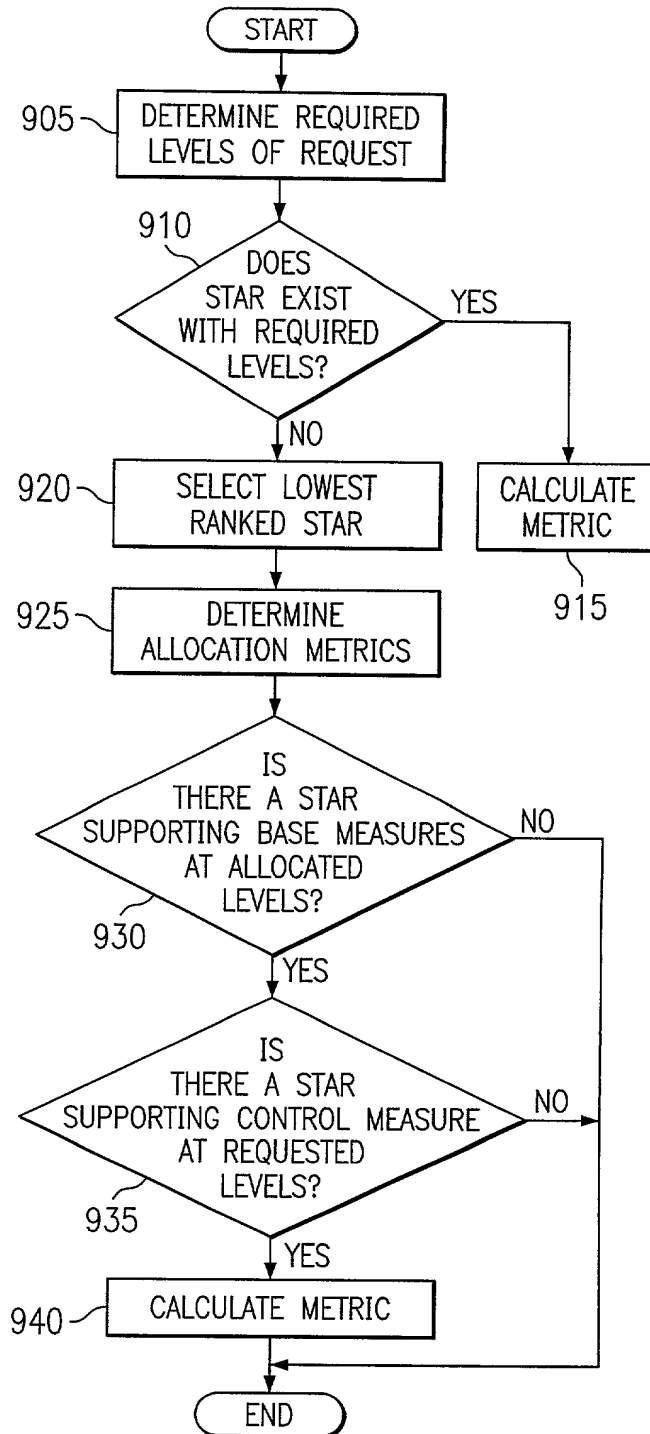 START
905
DETERMINE REQUIRED
LEVELS OF REQUEST
910
DOES
STAR EXIST
WITH REQUIRED
LEVELS?
YES
NO
920
SELECT LOWEST
RANKED STAR
CALCULATE
METRIC
915
925
DETERMINE
ALLOCATION METRICS
IS
THERE A STAR
SUPPORTING BASE MEASURES
AT ALLOCATED
LEVELS?
NO
930
YES
IS
THERE A STAR
SUPPORTING CONTROL MEASURE
AT REQUESTED
LEVELS?
NO
935
YES
940
CALCULATE METRIC
END